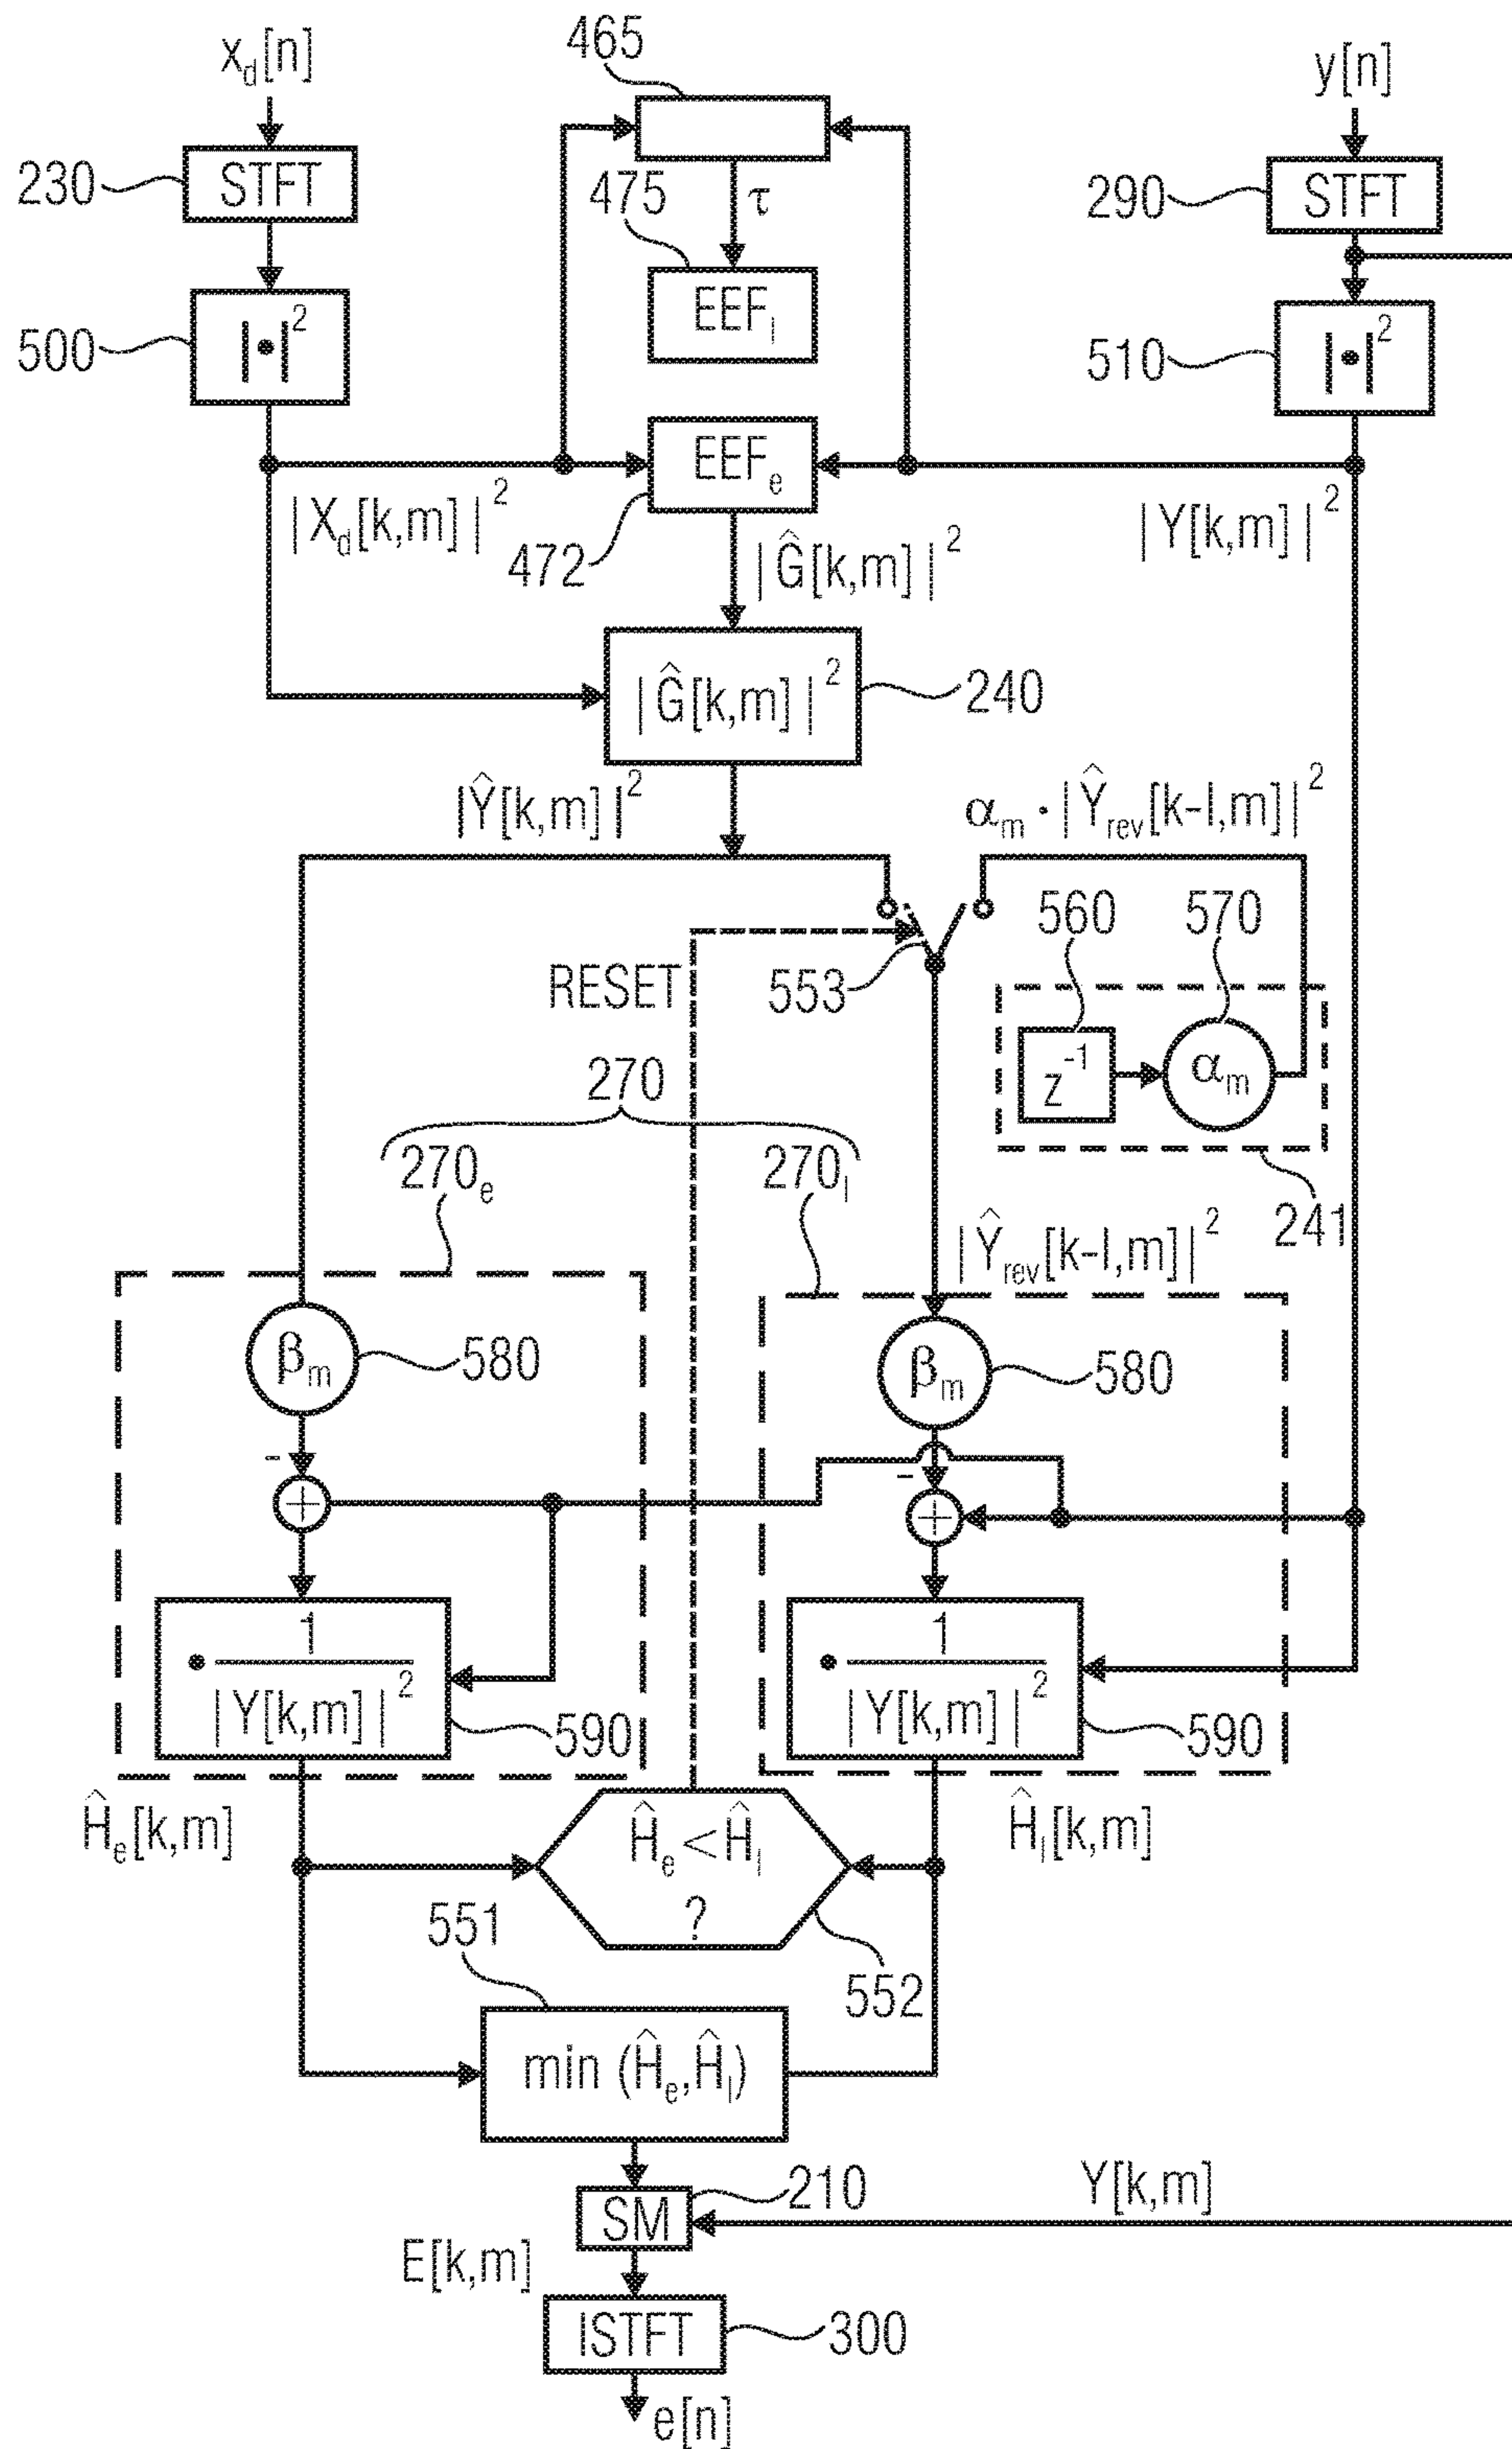 x_d[n]
465
y[n]
230
STFT
475
τ
290
STFT
500
|•|²
EEF_l
510
|•|²
EEF_e
|X_d[k,m]|²
472
|Ĝ[k,m]|²
|Y[k,m]|²
|Ĝ[k,m]|²
240
|Ŷ[k,m]|²
α_m · |Ŷ_rev[k-l,m]|²
560
570
RESET
553
z⁻¹
α_m
270
270_e
270_l
241
|Ŷ_rev[k-l,m]|²
β_m
580
β_m
580
-
-
+
+
• 1
|Y[k,m]|²
590
• 1
|Y[k,m]|²
590
Ĥ_e[k,m]
Ĥ_e < Ĥ_l
?
Ĥ_l[k,m]
551
552
min (Ĥ_e,Ĥ_l)
210
SM
Y[k,m]
E[k,m]
ISTFT
300
e[n]